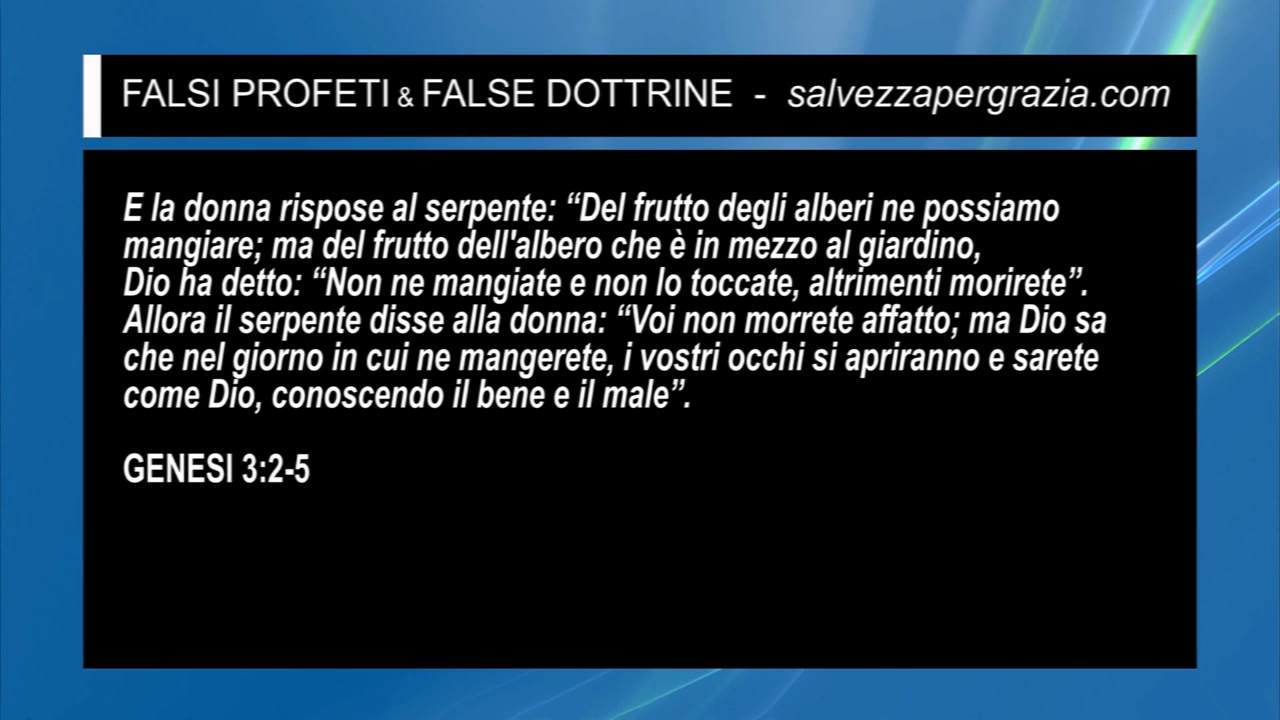 FALSI PROFETI & FALSE DOTTRINE - salvezzapergrazia.com
E la donna rispose al serpente: “Del frutto degli alberi ne possiamo
mangiare; ma del frutto dell'albero che è in mezzo al giardino,
Dio ha detto: “Non ne mangiate e non lo toccate, altrimenti morirete”.
Allora il serpente disse alla donna: “Voi non morrete affatto; ma Dio sa
che nel giorno in cui ne mangerete, i vostri occhi si apriranno e sarete
come Dio, conoscendo il bene e il male”.
GENESI 3:2-5